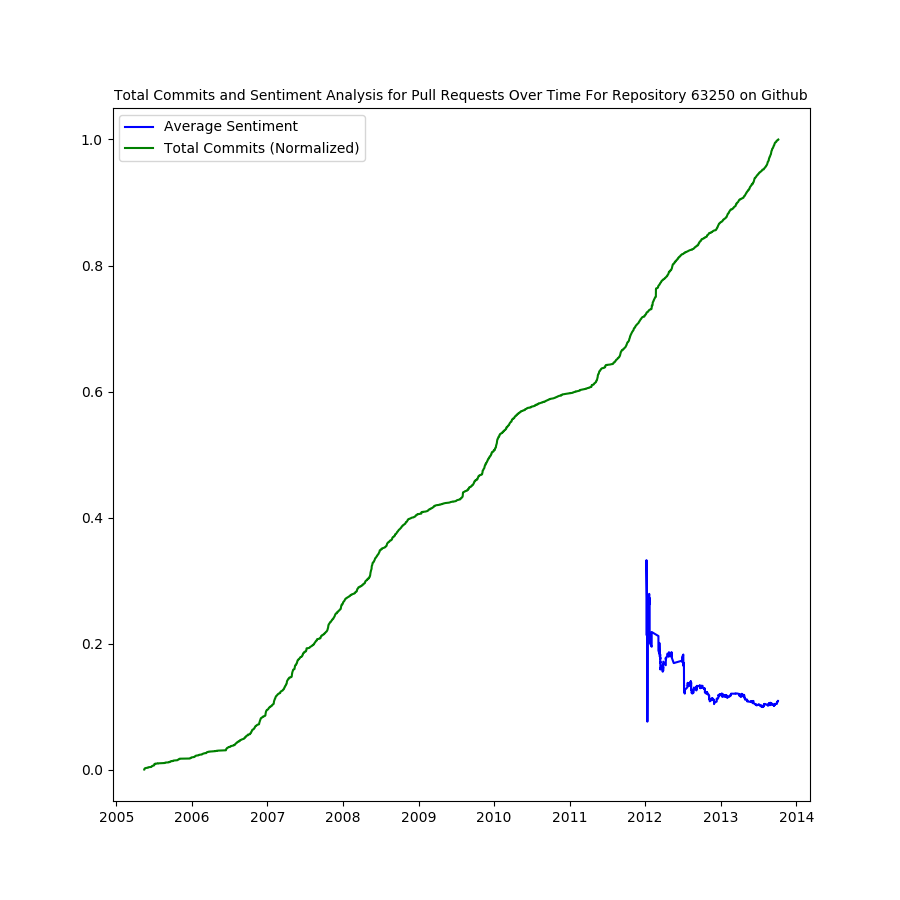 Total Commits and Sentiment Analysis for Pull Requests Over Time For Repository 63250 on Github
Average Sentiment
Total Commits (Normalized)
1.0
0.8
0.6
0.4
0.2
0.0
2005 2006 2007 2008 2009 2010 2011 2012 2013 2014